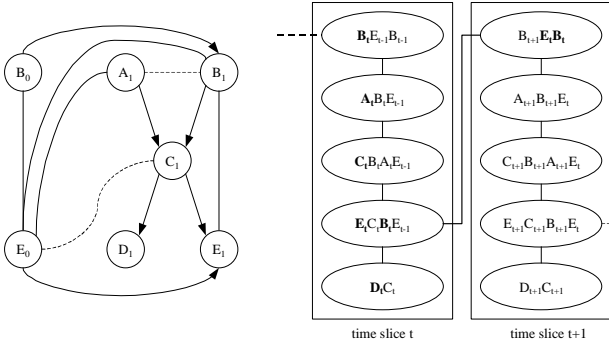 B₀
A₁
B₁
C₁
E₀
D₁
E₁
BₜEₜ₋₁Bₜ₋₁
AₜBₜEₜ₋₁
CₜBₜAₜEₜ₋₁
EₜCₜBₜEₜ₋₁
DₜCₜ
time slice t
Bₜ₊₁EₜBₜ
Aₜ₊₁Bₜ₊₁Eₜ
Cₜ₊₁Bₜ₊₁Aₜ₊₁Eₜ
Eₜ₊₁Cₜ₊₁Bₜ₊₁Eₜ
Dₜ₊₁Cₜ₊₁
time slice t+1